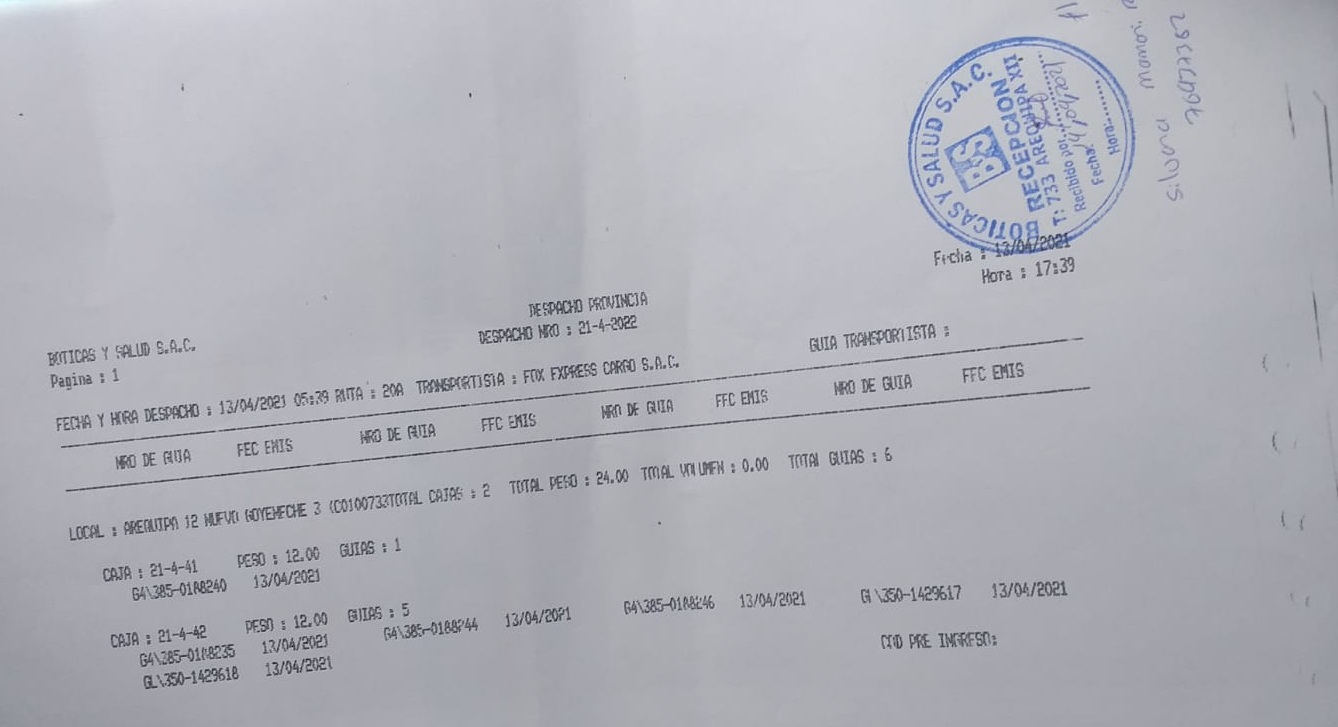 BOTICAS Y SALUD S.A.C.
BS
RECEPCION
T: 733 AREQUIPA XII
Recibido por:
Fecha: 14/04/2021
Hora:
Fecha : 13/04/2021
Hora : 17:39
DESPACHO PROVINCIA
DESPACHO NRO : 21-4-2022
BOTICAS Y SALUD S.A.C.
Pagina : 1
GUIA TRANSPORTISTA :
FECHA Y HORA DESPACHO : 13/04/2021 05:39 RUTA : 20A TRANSPORTISTA : FOX EXPRESS CARGO S.A.C.
NRO DE GUIA FEC EMIS NRO DE GUIA FEC EMIS NRO DE GUIA FEC EMIS NRO DE GUIA FEC EMIS
LOCAL : AREQUIPA 12 NUEVO GOYENECHE 3 (CO100733TOTAL CAJAS : 2 TOTAL PESO : 24.00 TOTAL VOLUMEN : 0.00 TOTAL GUIAS : 6
CAJA : 21-4-41 PESO : 12.00 GUIAS : 1
G4\385-0188240 13/04/2021
CAJA : 21-4-42 PESO : 12.00 GUIAS : 5
G4\385-0188235 13/04/2021 G4\385-0188244 13/04/2021 G4\385-0188246 13/04/2021 GL\350-1429617 13/04/2021
GL\350-1429618 13/04/2021
COD PRE INGRESO: